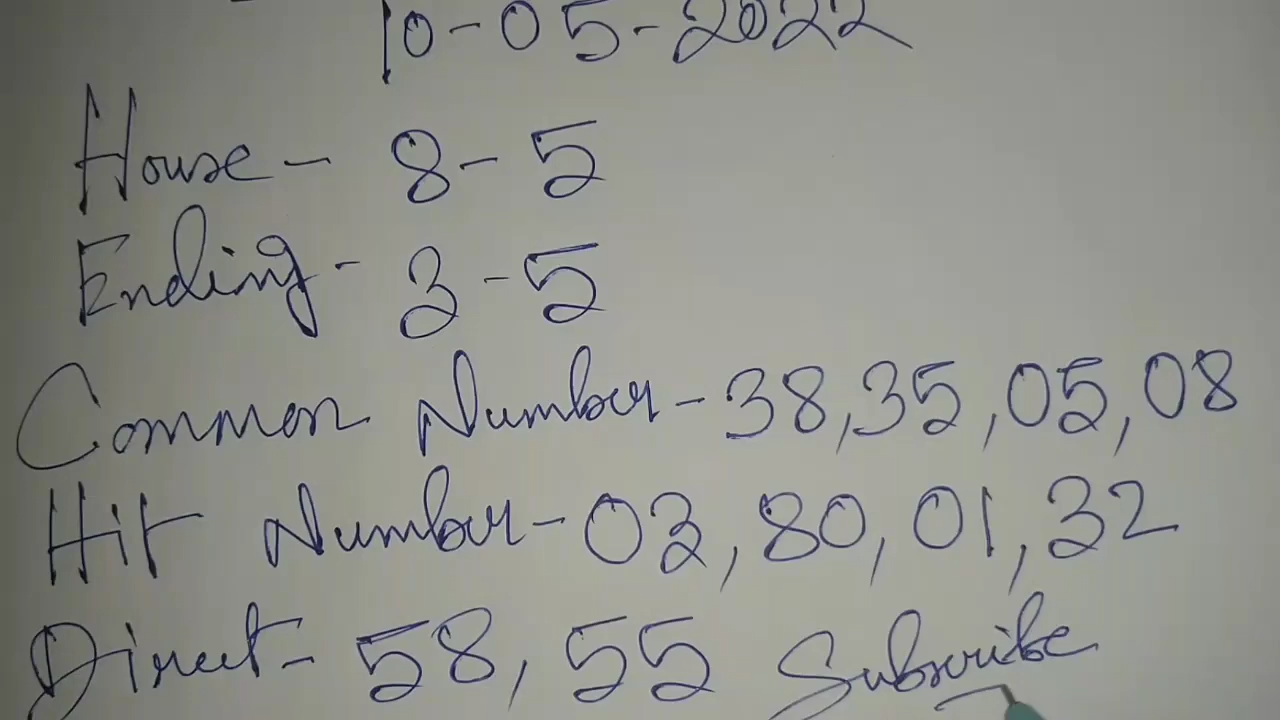 10-05-2022
House - 8-5
Ending - 3-5
Common Number - 38,35,05,08
Hit Number - 03,80,01,32
Direct - 58,55 Subscribe